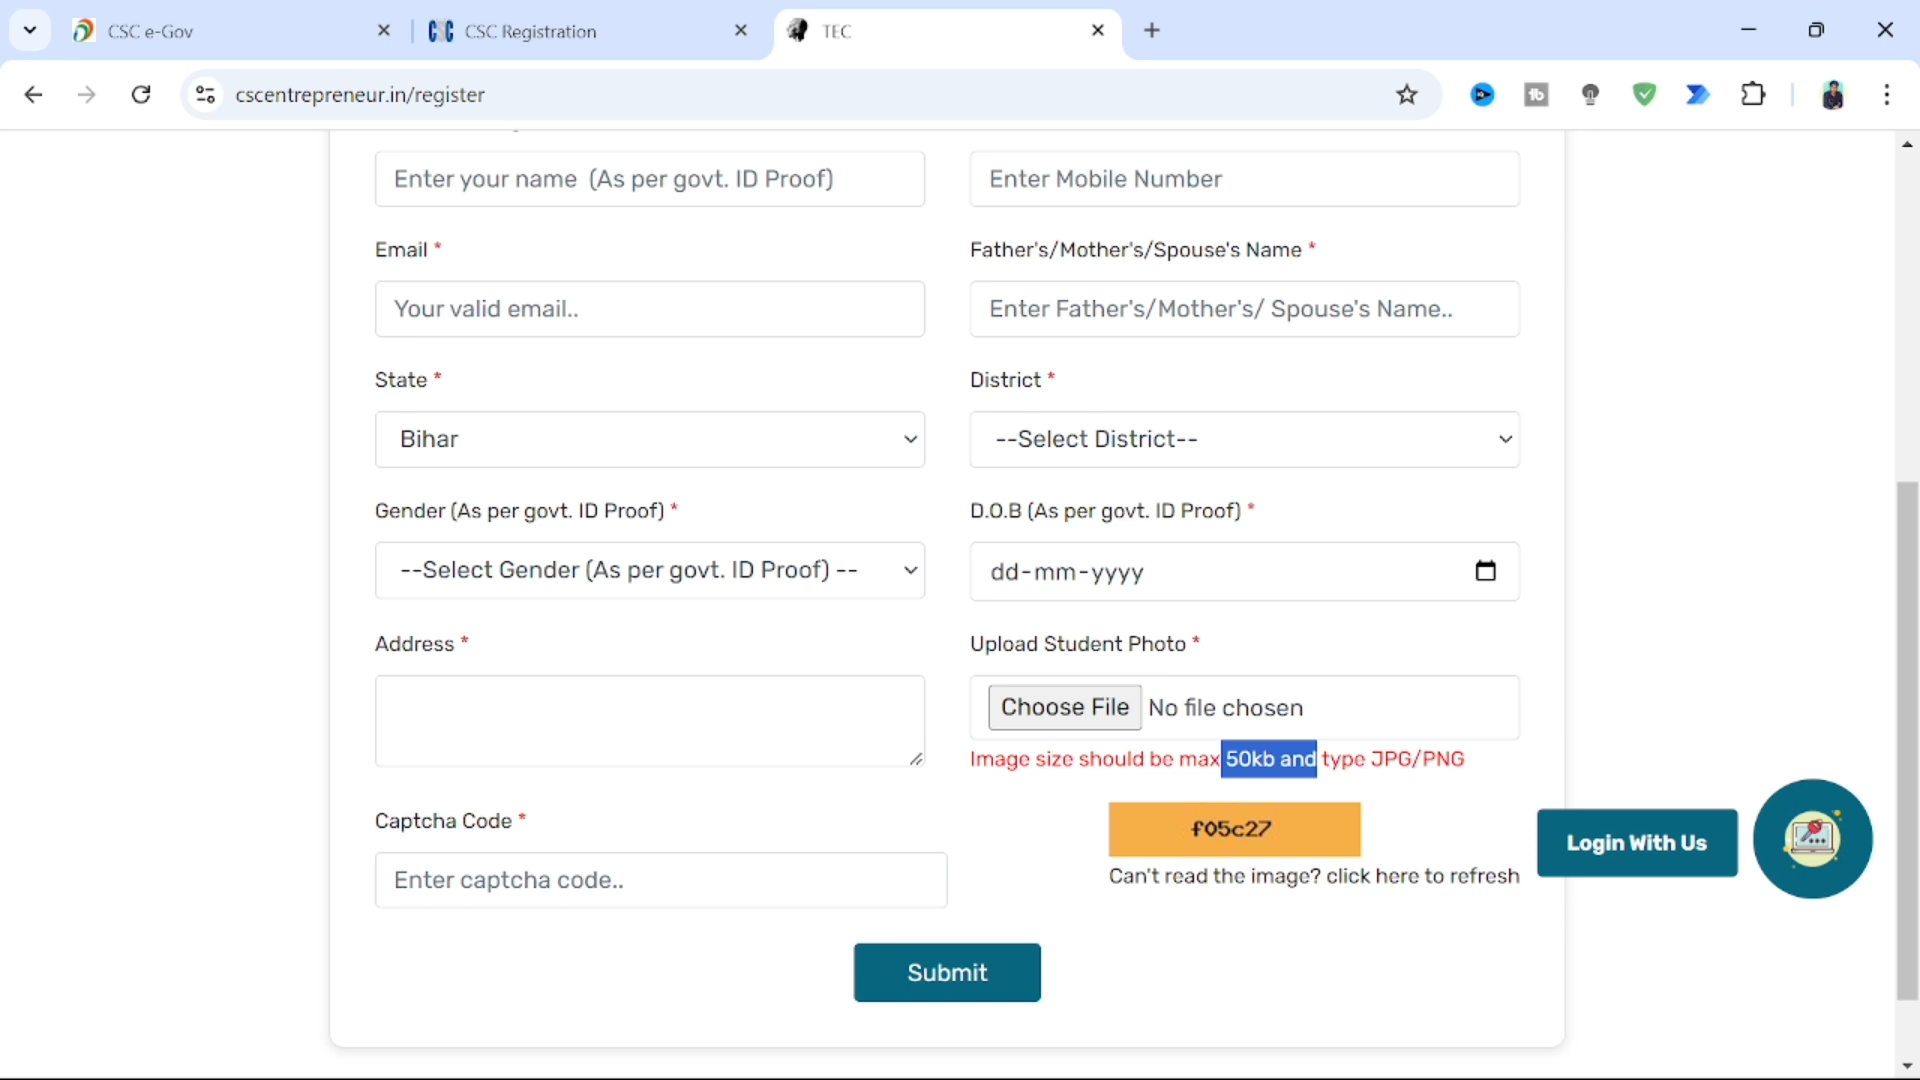 CSC e-Gov
CSC Registration
TEC
cscentrepreneur.in/register
Enter your name (As per govt. ID Proof)
Enter Mobile Number
Email *
Father's/Mother's/Spouse's Name *
Your valid email..
Enter Father's/Mother's/ Spouse's Name..
State *
District *
Bihar
--Select District--
Gender (As per govt. ID Proof) *
D.O.B (As per govt. ID Proof) *
--Select Gender (As per govt. ID Proof) --
dd-mm-yyyy
Address *
Upload Student Photo *
Choose File No file chosen
Image size should be max 50kb and type JPG/PNG
Captcha Code *
f05c27
Login With Us
Enter captcha code..
Can't read the image? click here to refresh
Submit